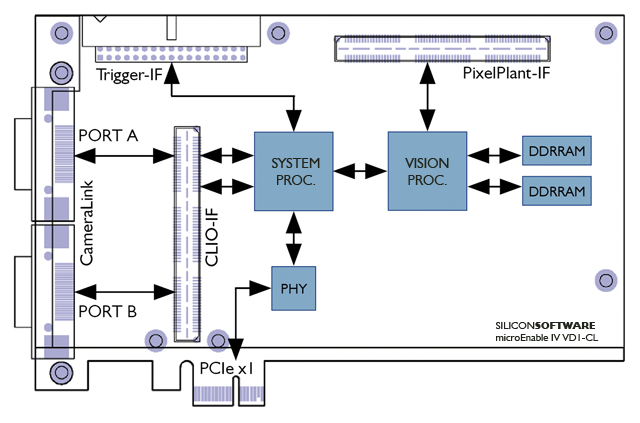 Trigger-IF
PixelPlant-IF
PORT A
CameraLink
CLIO-IF
SYSTEM
PROC.
VISION
PROC.
DDRRAM
DDRRAM
PHY
PORT B
SILICONSOFTWARE
microEnable IV VD1-CL
PCIe x1